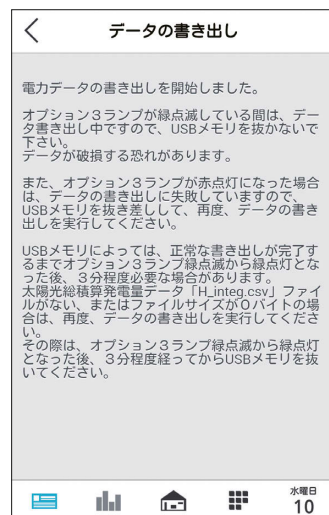 データの書き出し
電力データの書き出しを開始しました。
オプション３ランプが緑点滅している間は、デー
タ書き出し中ですので、USBメモリを抜かないで
下さい。
データが破損する恐れがあります。
また、オプション３ランプが赤点灯になった場合
は、データの書き出しに失敗していますので、
USBメモリを抜き差しして、再度、データの書き
出しを実行してください。
USBメモリによっては、正常な書き出しが完了す
るまでオプション３ランプ緑点滅から緑点灯とな
った後、３分程度必要な場合があります。
太陽光総積算発電量データ「H_integ.csv」ファイ
ルがない、またはファイルサイズが０バイトの場
合は、再度、データの書き出しを実行してくださ
い。
その際は、オプション３ランプ緑点滅から緑点灯
となった後、３分程度経ってからUSBメモリを抜
いてください。
水曜日
10